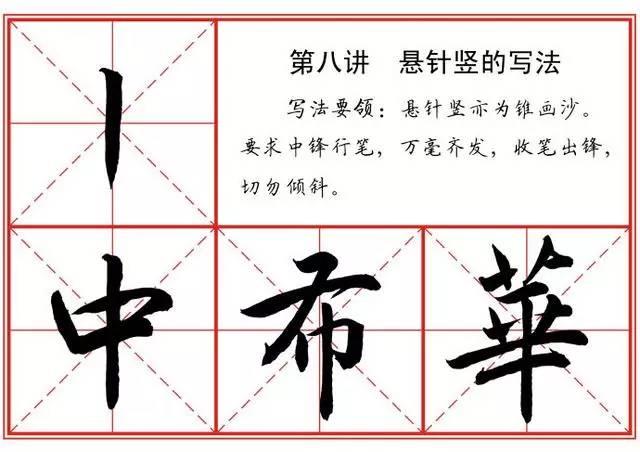 第八讲 悬针竖的写法
写法要领：悬针竖亦为锥画沙。
要求中锋行笔，万毫齐发，收笔出锋，
切勿倾斜。
中 布 華